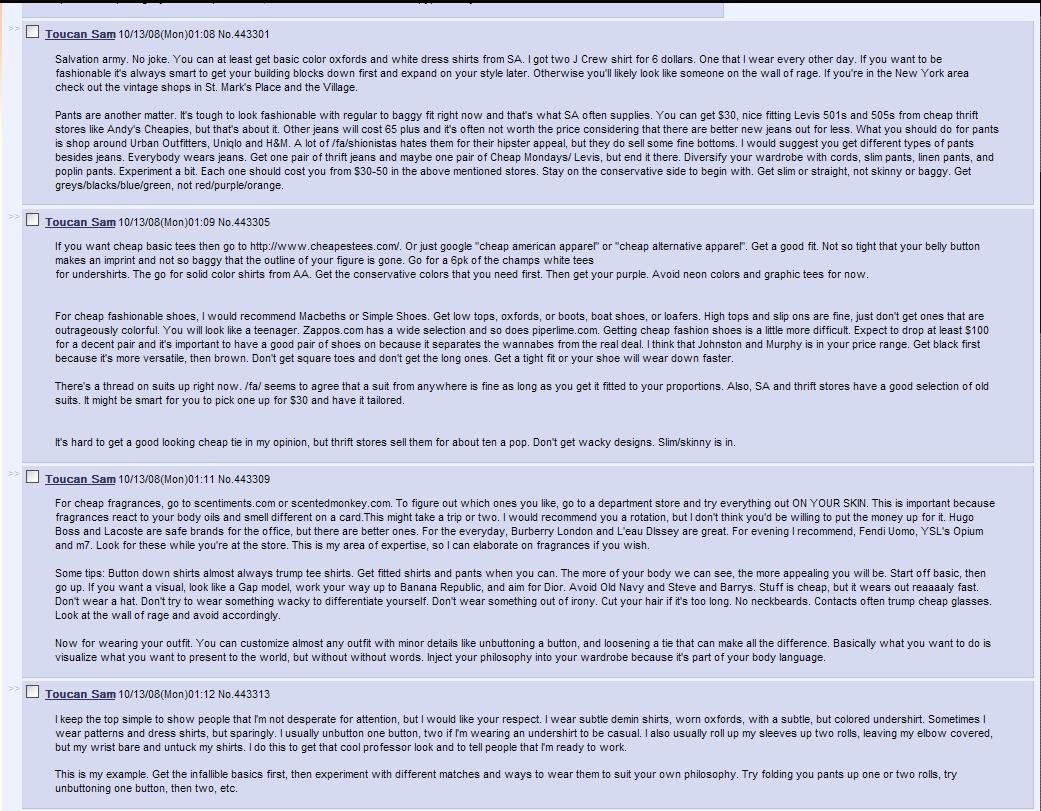 >> Toucan Sam 10/13/08(Mon)01:08 No.443301
Salvation army. No joke. You can at least get basic color oxfords and white dress shirts from SA. I got two J Crew shirt for 6 dollars. One that I wear every other day. If you want to be
fashionable it's always smart to get your building blocks down first and expand on your style later. Otherwise you'll likely look like someone on the wall of rage. If you're in the New York area
check out the vintage shops in St. Mark's Place and the Village.
Pants are another matter. It's tough to look fashionable with regular to baggy fit right now and that's what SA often supplies. You can get $30, nice fitting Levis 501s and 505s from cheap thrift
stores like Andy's Cheapies, but that's about it. Other jeans will cost 65 plus and it's often not worth the price considering that there are better new jeans out for less. What you should do for pants
is shop around Urban Outfitters, Uniqlo and H&M. A lot of /fa/shionistas hates them for their hipster appeal, but they do sell some fine bottoms. I would suggest you get different types of pants
besides jeans. Everybody wears jeans. Get one pair of thrift jeans and maybe one pair of Cheap Mondays/ Levis, but end it there. Diversify your wardrobe with cords, slim pants, linen pants, and
poplin pants. Experiment a bit. Each one should cost you from $30-50 in the above mentioned stores. Stay on the conservative side to begin with. Get slim or straight, not skinny or baggy. Get
greys/blacks/blue/green, not red/purple/orange.
>> Toucan Sam 10/13/08(Mon)01:09 No.443305
If you want cheap basic tees then go to http://www.cheapestees.com/. Or just google "cheap american apparel" or "cheap alternative apparel". Get a good fit. Not so tight that your belly button
makes an imprint and not so baggy that the outline of your figure is gone. Go for a 6pk of the champs white tees
for undershirts. The go for solid color shirts from AA. Get the conservative colors that you need first. Then get your purple. Avoid neon colors and graphic tees for now.
For cheap fashionable shoes, I would recommend Macbeths or Simple Shoes. Get low tops, oxfords, or boots, boat shoes, or loafers. High tops and slip ons are fine, just don't get ones that are
outrageously colorful. You will look like a teenager. Zappos.com has a wide selection and so does piperlime.com. Getting cheap fashion shoes is a little more difficult. Expect to drop at least $100
for a decent pair and it's important to have a good pair of shoes on because it separates the wannabes from the real deal. I think that Johnston and Murphy is in your price range. Get black first
because it's more versatile, then brown. Don't get square toes and don't get the long ones. Get a tight fit or your shoe will wear down faster.
There's a thread on suits up right now. /fa/ seems to agree that a suit from anywhere is fine as long as you get it fitted to your proportions. Also, SA and thrift stores have a good selection of old
suits. It might be smart for you to pick one up for $30 and have it tailored.
It's hard to get a good looking cheap tie in my opinion, but thrift stores sell them for about ten a pop. Don't get wacky designs. Slim/skinny is in.
>> Toucan Sam 10/13/08(Mon)01:11 No.443309
For cheap fragrances, go to scentiments.com or scentedmonkey.com. To figure out which ones you like, go to a department store and try everything out ON YOUR SKIN. This is important because
fragrances react to your body oils and smell different on a card.This might take a trip or two. I would recommend you a rotation, but I don't think you'd be willing to put the money up for it. Hugo
Boss and Lacoste are safe brands for the office, but there are better ones. For the everyday, Burberry London and L'eau DIssey are great. For evening I recommend, Fendi Uomo, YSL's Opium
and m7. Look for these while you're at the store. This is my area of expertise, so I can elaborate on fragrances if you wish.
Some tips: Button down shirts almost always trump tee shirts. Get fitted shirts and pants when you can. The more of your body we can see, the more appealing you will be. Start off basic, then
go up. If you want a visual, look like a Gap model, work your way up to Banana Republic, and aim for Dior. Avoid Old Navy and Steve and Barrys. Stuff is cheap, but it wears out reaaaaly fast.
Don't wear a hat. Don't try to wear something wacky to differentiate yourself. Don't wear something out of irony. Cut your hair if it's too long. No neckbeards. Contacts often trump cheap glasses.
Look at the wall of rage and avoid accordingly.
Now for wearing your outfit. You can customize almost any outfit with minor details like unbuttoning a button, and loosening a tie that can make all the difference. Basically what you want to do is
visualize what you want to present to the world, but without without words. Inject your philosophy into your wardrobe because it's part of your body language.
>> Toucan Sam 10/13/08(Mon)01:12 No.443313
I keep the top simple to show people that I'm not desperate for attention, but I would like your respect. I wear subtle demin shirts, worn oxfords, with a subtle, but colored undershirt. Sometimes I
wear patterns and dress shirts, but sparingly. I usually unbutton one button, two if I'm wearing an undershirt to be casual. I also usually roll up my sleeves up two rolls, leaving my elbow covered,
but my wrist bare and untuck my shirts. I do this to get that cool professor look and to tell people that I'm ready to work.
This is my example. Get the infallible basics first, then experiment with different matches and ways to wear them to suit your own philosophy. Try folding you pants up one or two rolls, try
unbuttoning one button, then two, etc.